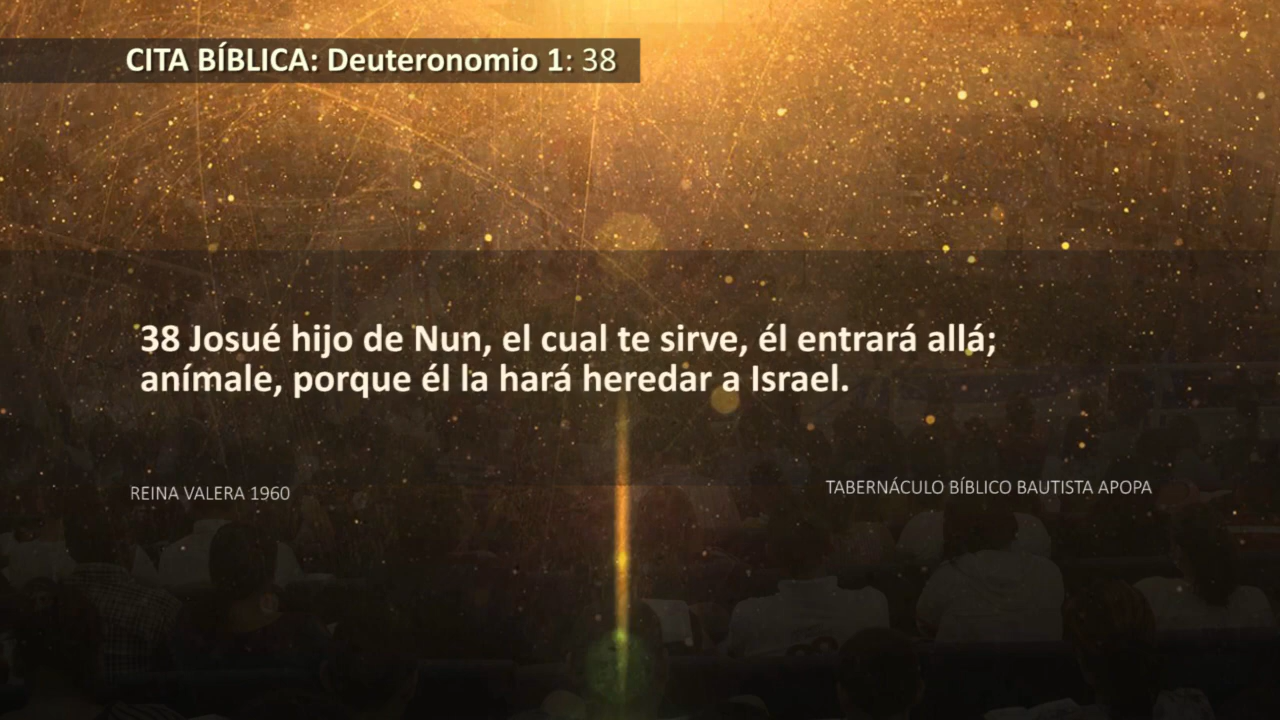 CITA BÍBLICA: Deuteronomio 1: 38
38 Josué hijo de Nun, el cual te sirve, él entrará allá;
anímale, porque él la hará heredar a Israel.
REINA VALERA 1960
TABERNÁCULO BÍBLICO BAUTISTA APOPA